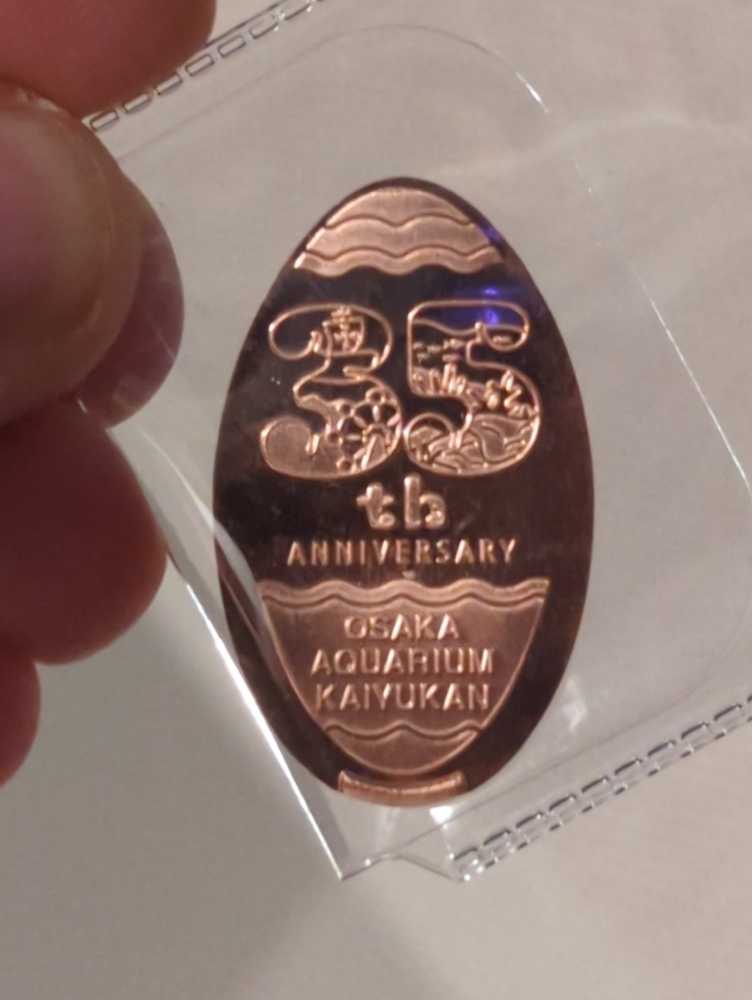 35
th
ANNIVERSARY
OSAKA
AQUARIUM
KAIYUKAN